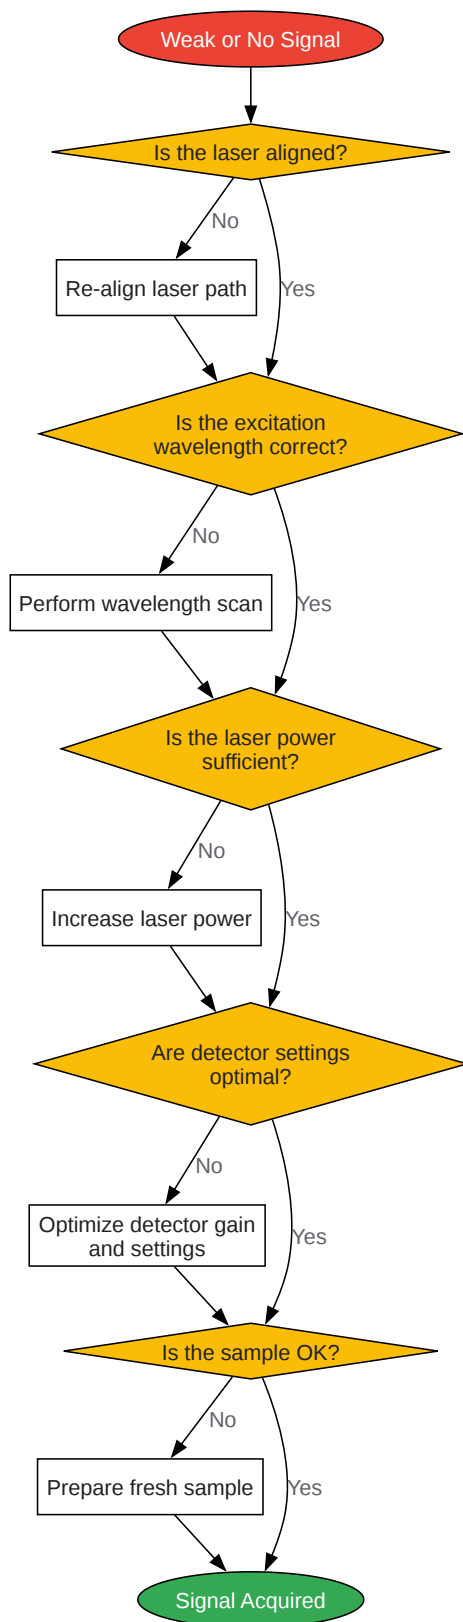 Weak or No Signal
Is the laser aligned?
No
Re-align laser path
Yes
Is the excitation
wavelength correct?
No
Perform wavelength scan
Yes
Is the laser power
sufficient?
No
Increase laser power
Yes
Are detector settings
optimal?
No
Optimize detector gain
and settings
Yes
Is the sample OK?
No
Prepare fresh sample
Yes
Signal Acquired